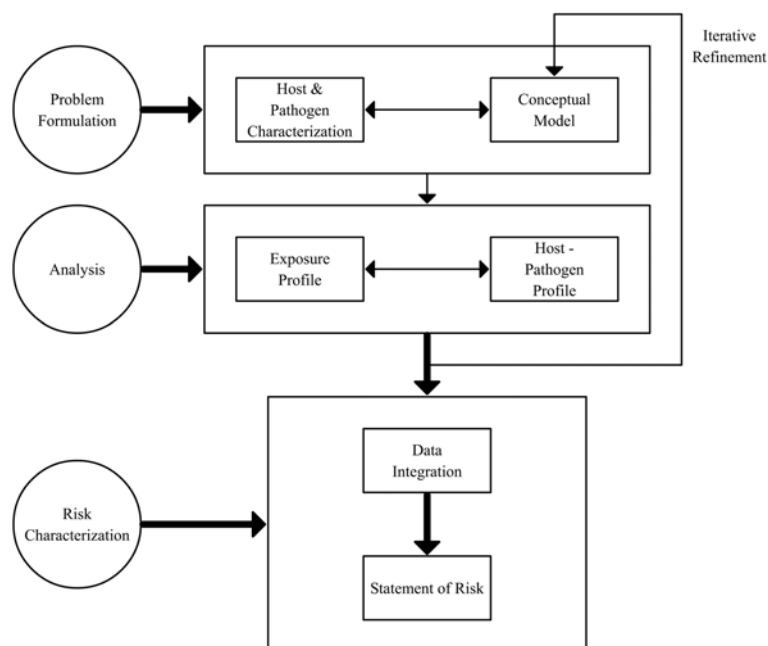 Iterative
Refinement
Problem
Formulation
Host &
Pathogen
Characterization
Conceptual
Model
Analysis
Exposure
Profile
Host -
Pathogen
Profile
Data
Integration
Risk
Characterization
Statement of Risk